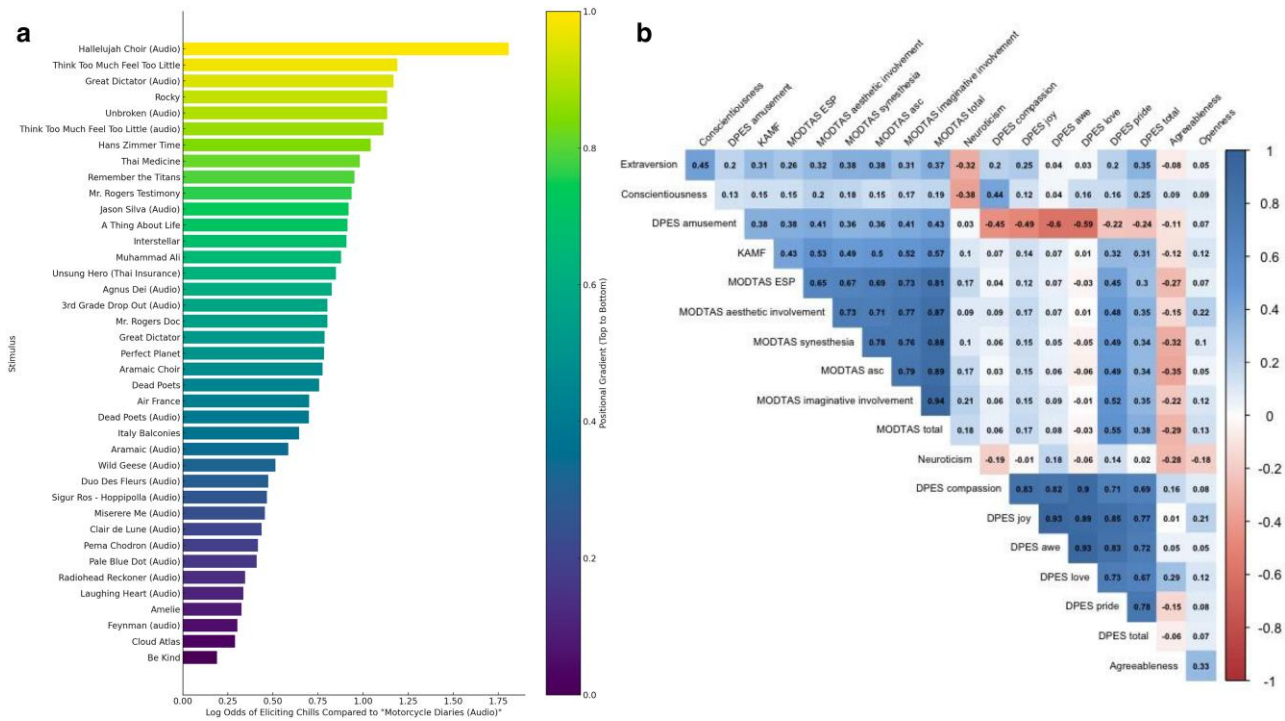 a
Hallelujah Choir (Audio)
Think Too Much Feel Too Little
Great Dictator (Audio)
Rocky
Unbroken (Audio)
Think Too Much Feel Too Little (audio)
Hans Zimmer Time
Thai Medicine
Remember the Titans
Mr. Rogers Testimony
Jason Silva (Audio)
A Thing About Life
Interstellar
Muhammar Ali
Unsung Hero (Thai Insurance)
Agnus Dei (Audio)
3rd Grade Drop Out (Audio)
Mr. Rogers Doc
Great Dictator
Perfect Planet
Aramaic Choir
Dead Poets
Air France
Dead Poets (Audio)
Italy Balconies
Aramaic (Audio)
Wild Geese (Audio)
Duo Des Fleurs (Audio)
Sigur Ros - Hoppipolla (Audio)
Miserere Me (Audio)
Clair de Lune (Audio)
Pema Chodron (Audio)
Pale Blue Dot (Audio)
Radiohead Reckoner (Audio)
Laughing Heart (Audio)
Amelie
Feynman (audio)
Cloud Atlas
Be Kind
Stimulus
0.00 0.25 0.50 0.75 1.00 1.25 1.50 1.75
Log Odds of Eliciting Chills Compared to "Motorcycle Diaries (Audio)"
1.0
0.8
0.6
0.4
0.2
0.0
Positional Gradient (Top to Bottom)
b
Conscientiousness
DPES amusement
KAMF
MODTAS ESP
MODTAS aesthetic involvement
MODTAS synesthesia
MODTAS asc
MODTAS imaginative involvement
MODTAS total
Neuroticism
DPES compassion
DPES joy
DPES awe
DPES love
DPES pride
DPES total
Agreeableness
Openness
Extraversion 0.45 0.2 0.31 0.26 0.32 0.38 0.38 0.31 0.37 -0.32 0.2 0.25 0.04 0.03 0.2 0.35 -0.08 0.05
Conscientiousness 0.13 0.15 0.15 0.2 0.18 0.15 0.17 0.19 -0.38 0.44 0.12 0.04 0.16 0.16 0.25 0.09 0.09
DPES amusement 0.38 0.38 0.41 0.36 0.36 0.41 0.43 0.03 -0.45 -0.49 -0.6 -0.59 -0.22 -0.24 -0.11 0.07
KAMF 0.43 0.53 0.49 0.5 0.52 0.57 0.1 0.07 0.14 0.07 0.01 0.32 0.31 -0.12 0.12
MODTAS ESP 0.65 0.67 0.69 0.73 0.81 0.17 0.04 0.12 0.07 -0.03 0.45 0.3 -0.27 0.07
MODTAS aesthetic involvement 0.73 0.71 0.77 0.87 0.09 0.09 0.17 0.07 0.01 0.48 0.35 -0.15 0.22
MODTAS synesthesia 0.78 0.76 0.88 0.1 0.06 0.15 0.05 -0.05 0.49 0.34 -0.32 0.1
MODTAS asc 0.79 0.89 0.17 0.03 0.15 0.06 -0.06 0.49 0.34 -0.35 0.05
MODTAS imaginative involvement 0.94 0.21 0.06 0.15 0.09 -0.01 0.52 0.35 -0.22 0.12
MODTAS total 0.18 0.06 0.17 0.08 -0.03 0.55 0.38 -0.29 0.13
Neuroticism -0.19 -0.01 0.18 -0.06 0.14 0.02 -0.28 -0.18
DPES compassion 0.83 0.82 0.9 0.71 0.69 0.16 0.08
DPES joy 0.93 0.89 0.85 0.77 0.01 0.21
DPES awe 0.93 0.83 0.72 0.05 0.05
DPES love 0.73 0.67 0.29 0.12
DPES pride 0.78 -0.15 0.08
DPES total -0.06 0.07
Agreeableness 0.33
1
0.8
0.6
0.4
0.2
0
-0.2
-0.4
-0.6
-0.8
-1